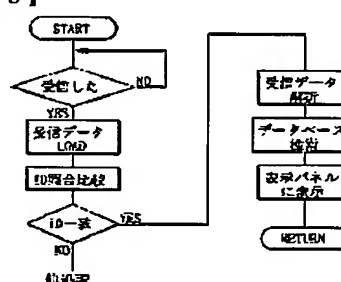 START
受信した
NO
YES
受信データ
LOAD
ID照合比較
ID一致
YES
NO
受信データ
解析
データベース
検出
表示パネル
に表示
RETURN